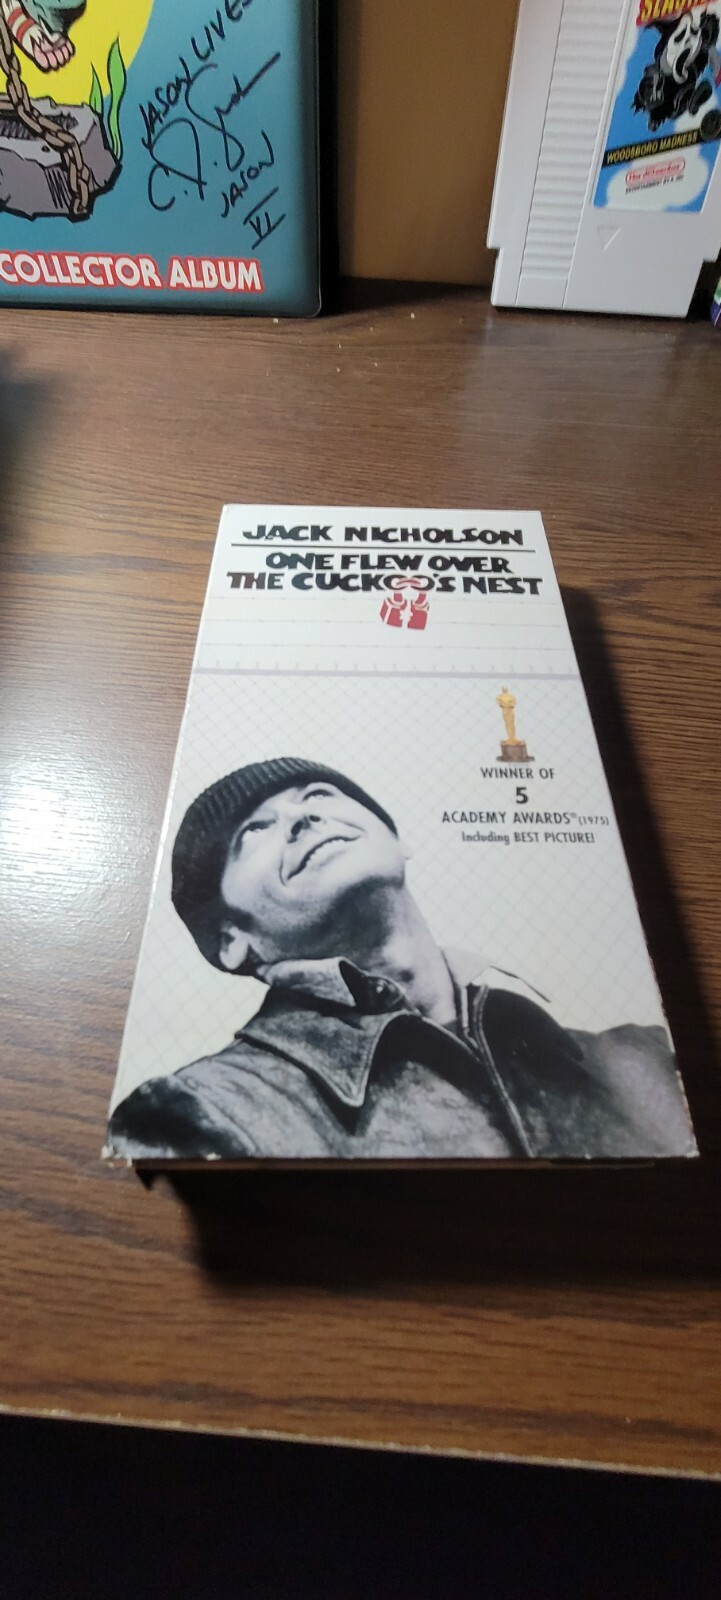 JASON LIVES
JASON
VI
COLLECTOR ALBUM
WOODSBORO MADNESS
JACK NICHOLSON
ONE FLEW OVER
THE CUCKOO'S NEST
WINNER OF
5
ACADEMY AWARDS® (1975)
Including BEST PICTURE!